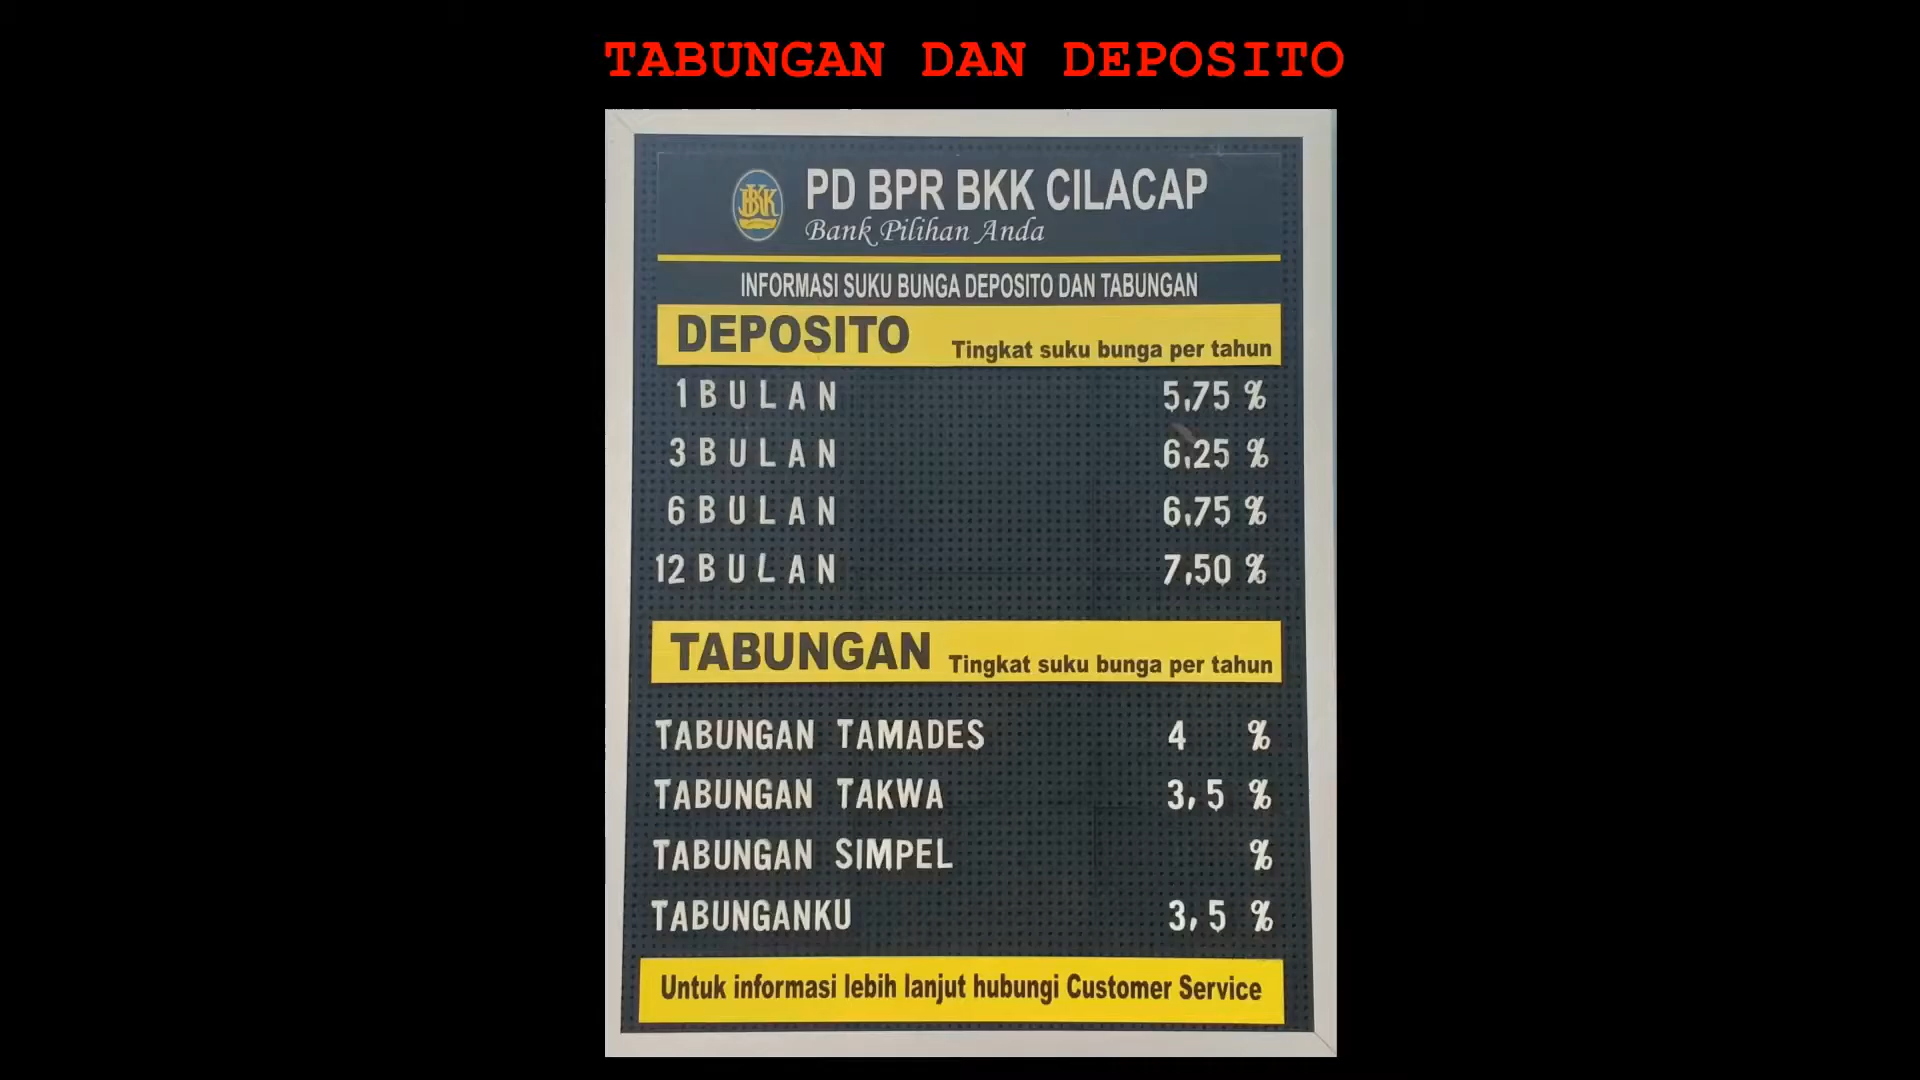 TABUNGAN DAN DEPOSITO
BKK
PD BPR BKK CILACAP
Bank Pilihan Anda
INFORMASI SUKU BUNGA DEPOSITO DAN TABUNGAN
DEPOSITO Tingkat suku bunga per tahun
1 BULAN 5,75 %
3 BULAN 6,25 %
6 BULAN 6,75 %
12 BULAN 7,50 %
TABUNGAN Tingkat suku bunga per tahun
TABUNGAN TAMADES 4 %
TABUNGAN TAKWA 3,5 %
TABUNGAN SIMPEL %
TABUNGANKU 3,5 %
Untuk informasi lebih lanjut hubungi Customer Service